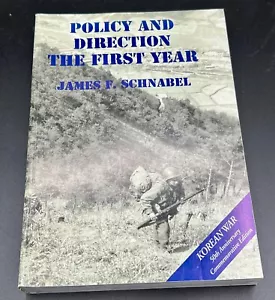 POLICY AND
DIRECTION
THE FIRST YEAR
JAMES F. SCHNABEL
KOREAN WAR
50th Anniversary
Commemorative Edition